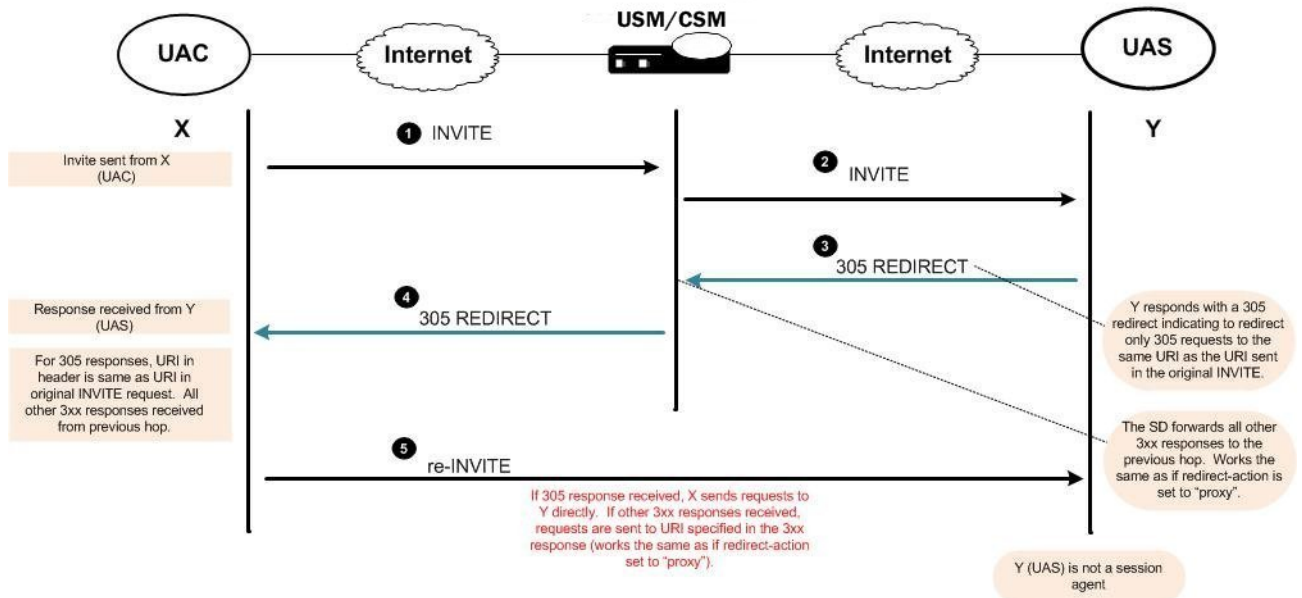 USM/CSM
UAC
Internet
Internet
UAS
X
Y
1 INVITE
Invite sent from X
(UAC)
2
INVITE
3
305 REDIRECT
4
305 REDIRECT
Response received from Y
(UAS)
Y responds with a 305
redirect indicating to redirect
only 305 requests to the
same URI as the URI sent
in the original INVITE.
For 305 responses, URI in
header is same as URI in
original INVITE request. All
other 3xx responses received
from previous hop.
The SD forwards all other
3xx responses to the
previous hop. Works the
same as if redirect-action is
set to “proxy”.
5
re-INVITE
If 305 response received, X sends requests to
Y directly. If other 3xx responses received,
requests are sent to URI specified in the 3xx
response (works the same as if redirect-action
set to “proxy”).
Y (UAS) is not a session
agent